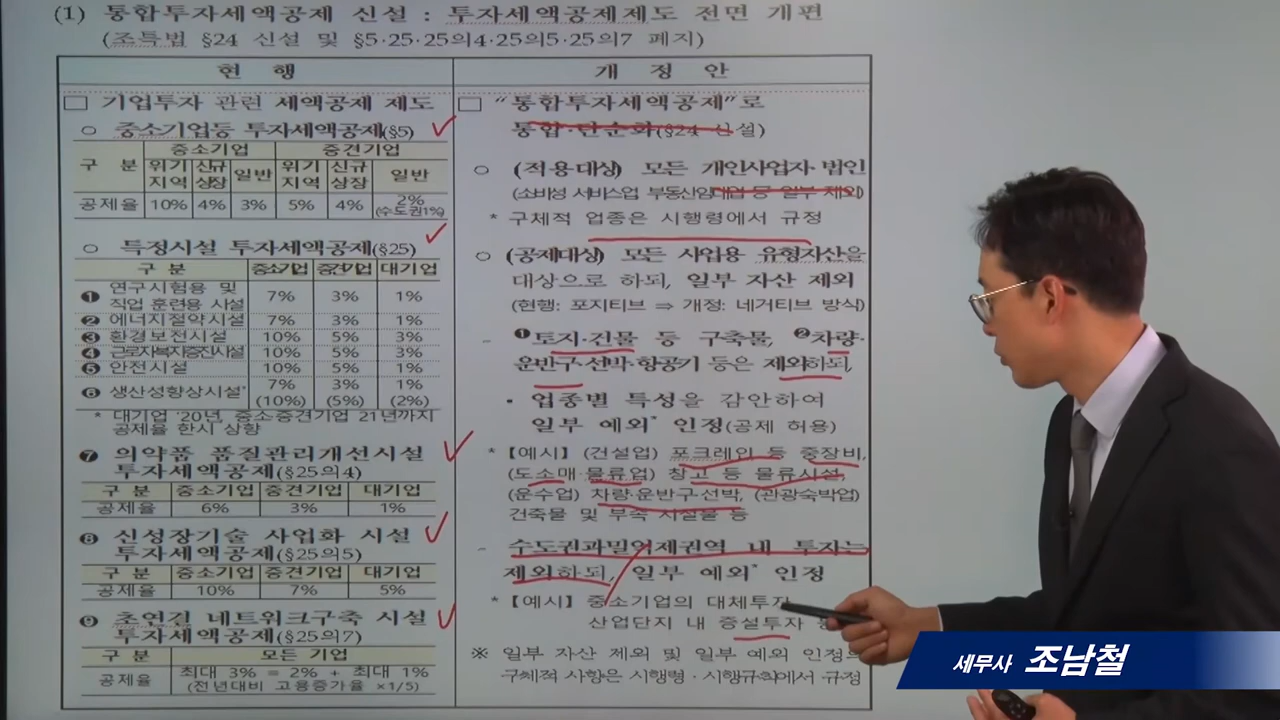 (1) 통합투자세액공제 신설 : 투자세액공제제도 전면 개편
(조특법 §24 신설 및 §5·25·25의4·25의5·25의7 폐지)
현 행
□ 기업투자 관련 세액공제 제도
○ 중소기업등 투자세액공제(§5)
구 분 중소기업 중견기업
위기지역 신규상장 일반 위기지역 신규상장 일반
공제율 10% 4% 3% 5% 4% 2%
(수도권1%)
○ 특정시설 투자세액공제(§25)
구 분 중소기업 중견기업 대기업
❶ 연구시험용 및
직업 훈련용 시설 7% 3% 1%
❷ 에너지절약시설 7% 3% 1%
❸ 환경보전시설 10% 5% 3%
❹ 근로자복지증진시설 10% 5% 3%
❺ 안전시설 10% 5% 1%
❻ 생산성향상시설* 7% 3% 1%
(10%) (5%) (2%)
* 대기업 '20년, 중소·중견기업 21년까지
공제율 한시 상향
❼ 의약품 품질관리개선시설
투자세액공제(§25의4)
구 분 중소기업 중견기업 대기업
공제율 6% 3% 1%
❽ 신성장기술 사업화 시설
투자세액공제(§25의5)
구 분 중소기업 중견기업 대기업
공제율 10% 7% 5%
❾ 초연결 네트워크구축 시설
투자세액공제(§25의7)
구 분 모든 기업
공제율 최대 3% = 2% + 최대 1%
(전년대비 고용증가율 ×1/5)
개 정 안
□ “통합투자세액공제”로
통합·단순화(§24 신설)
○ (적용대상) 모든 개인사업자·법인
(소비성 서비스업, 부동산임대업 등 일부 제외)
* 구체적 업종은 시행령에서 규정
○ (공제대상) 모든 사업용 유형자산을
대상으로 하되, 일부 자산 제외
(현행: 포지티브 ⇒ 개정: 네거티브 방식)
- ❶토지·건물 등 구축물, ❷차량·
운반구·선박·항공기 등은 제외하되,
• 업종별 특성을 감안하여
일부 예외* 인정(공제 허용)
* 【예시】 (건설업) 포크레인 등 중장비,
(도소매·물류업) 창고 등 물류시설,
(운수업) 차량·운반구·선박, (관광숙박업)
건축물 및 부속 시설물 등
- 수도권과밀억제권역 내 투자는
제외하되, 일부 예외* 인정
* 【예시】 중소기업의 대체투자,
산업단지 내 증설투자 등
※ 일부 자산 제외 및 일부 예외 인정의
구체적 사항은 시행령·시행규칙에서 규정
세무사 조남철